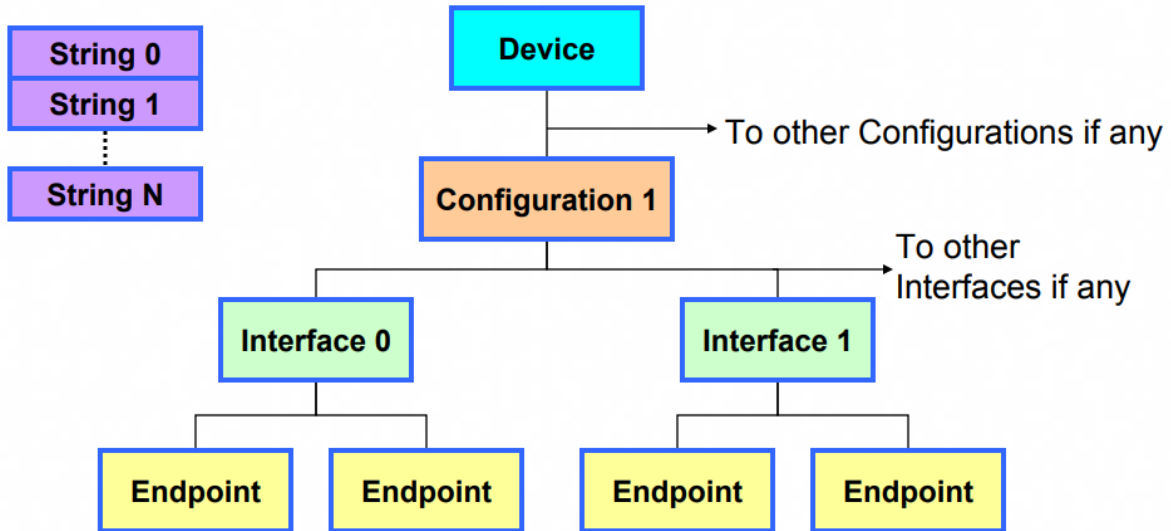 String 0
String 1
String N
Device
To other Configurations if any
Configuration 1
To other
Interfaces if any
Interface 0
Interface 1
Endpoint
Endpoint
Endpoint
Endpoint